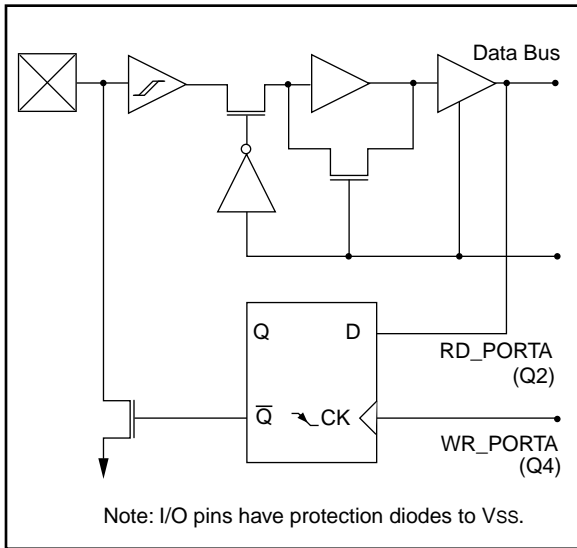 Data Bus
Q
D
RD_PORTA
(Q2)
Q̅
CK
WR_PORTA
(Q4)
Note: I/O pins have protection diodes to VSS.